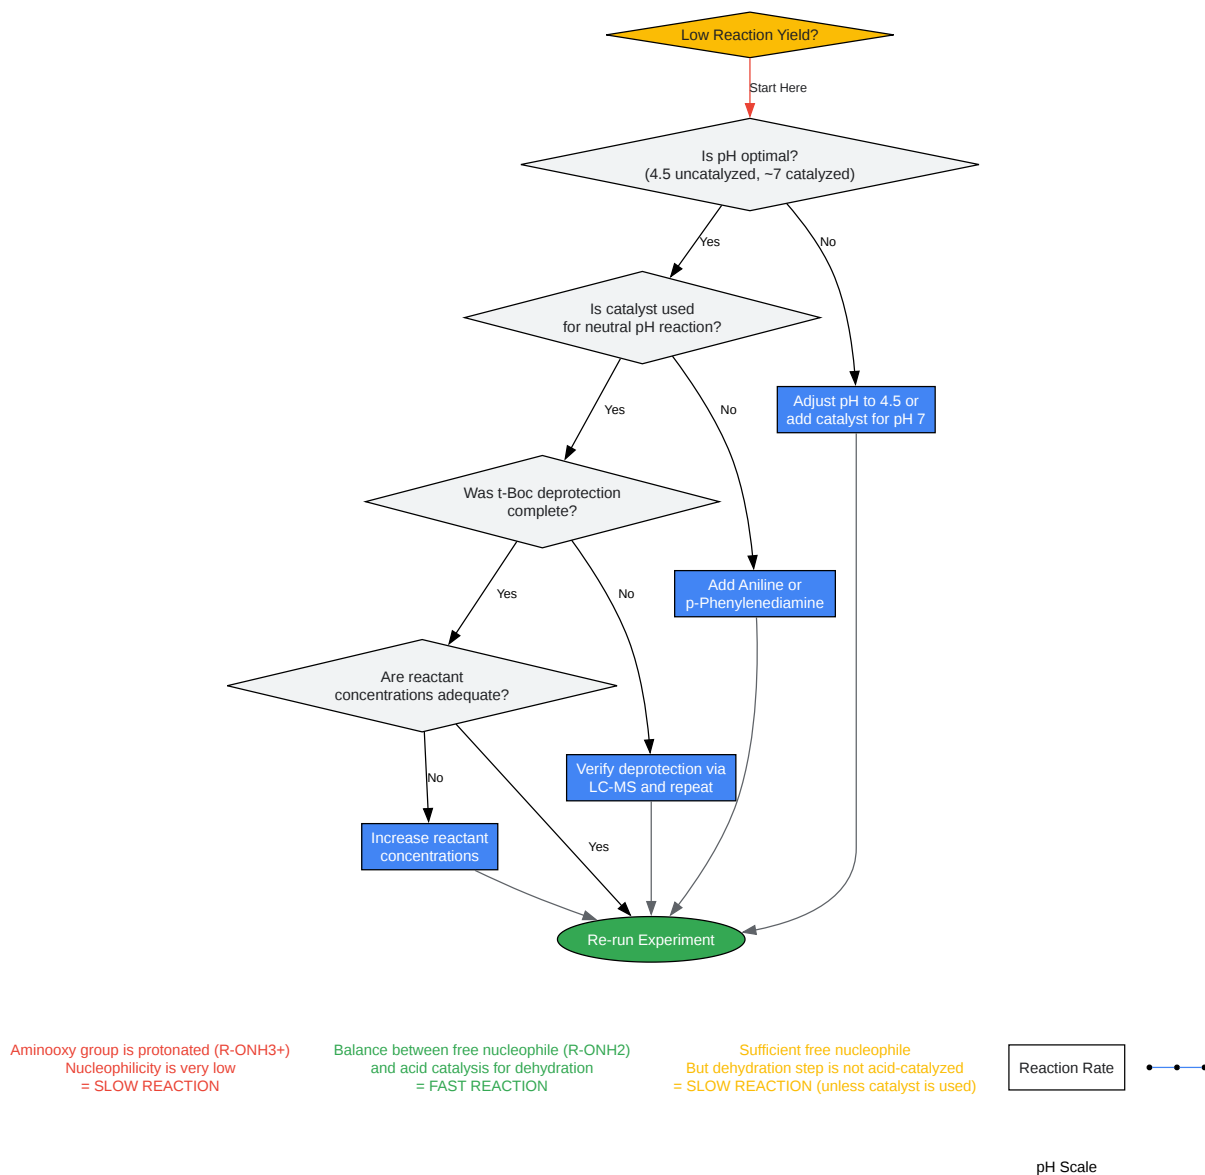 Low Reaction Yield?
Start Here
Is pH optimal?
(4.5 uncatalyzed, ~7 catalyzed)
Yes
No
Is catalyst used
for neutral pH reaction?
Adjust pH to 4.5 or
add catalyst for pH 7
Yes
No
Was t-Boc deprotection
complete?
Add Aniline or
p-Phenylenediamine
Yes
No
Are reactant
concentrations adequate?
Verify deprotection via
LC-MS and repeat
No
Yes
Increase reactant
concentrations
Re-run Experiment
Aminooxy group is protonated (R-ONH3+)
Nucleophilicity is very low
= SLOW REACTION
Balance between free nucleophile (R-ONH2)
and acid catalysis for dehydration
= FAST REACTION
Sufficient free nucleophile
But dehydration step is not acid-catalyzed
= SLOW REACTION (unless catalyst is used)
Reaction Rate
pH Scale